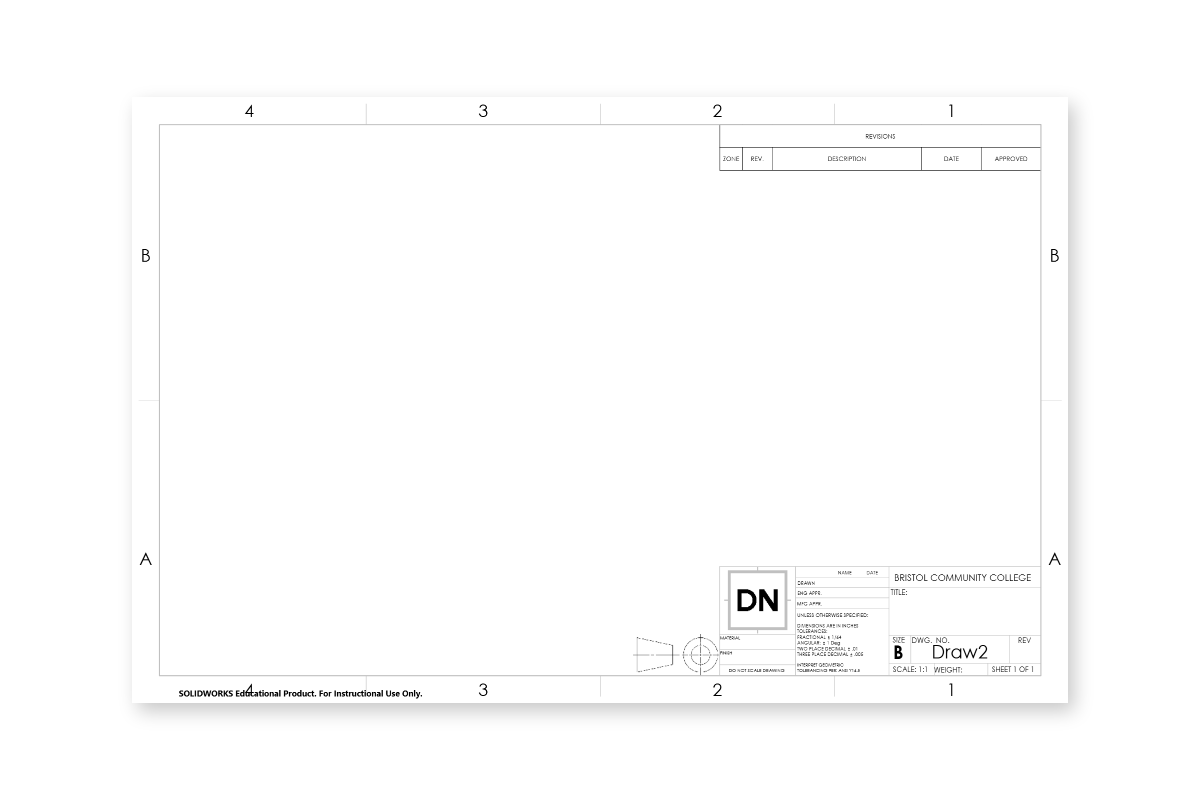 4 3 2 1
REVISIONS
ZONE REV. DESCRIPTION DATE APPROVED
B B
A A
DN
MATERIAL
FINISH
DO NOT SCALE DRAWING
NAME DATE
DRAWN
ENG APPR.
MFG APPR.
UNLESS OTHERWISE SPECIFIED:
DIMENSIONS ARE IN INCHES
TOLERANCES:
FRACTIONAL ± 1/64
ANGULAR: ± 1 Deg
TWO PLACE DECIMAL ± .01
THREE PLACE DECIMAL ± .005
INTERPRET GEOMETRIC
TOLERANCING PER: ANSI Y14.5
BRISTOL COMMUNITY COLLEGE
TITLE:
SIZE DWG. NO. REV
B Draw2
SCALE: 1:1 WEIGHT: SHEET 1 OF 1
4 3 2 1
SOLIDWORKS Educational Product. For Instructional Use Only.